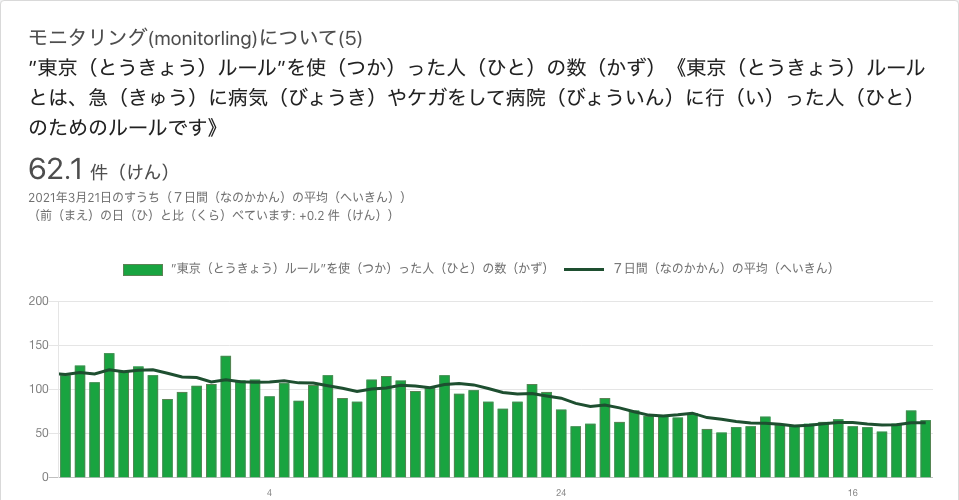 モニタリング(monitorling)について(5)
”東京（とうきょう）ルール”を使（つか）った人（ひと）の数（かず）《東京（とうきょう）ルール
とは、急（きゅう）に病気（びょうき）やケガをして病院（びょういん）に行（い）った人（ひと）
のためのルールです》
62.1 件（けん）
2021年3月21日のすうち（７日間（なのかかん）の平均（へいきん））
（前（まえ）の日（ひ）と比（くら）べています: +0.2 件（けん））
”東京（とうきょう）ルール”を使（つか）った人（ひと）の数（かず） ７日間（なのかかん）の平均（へいきん）
200
150
100
50
0
4 24 16